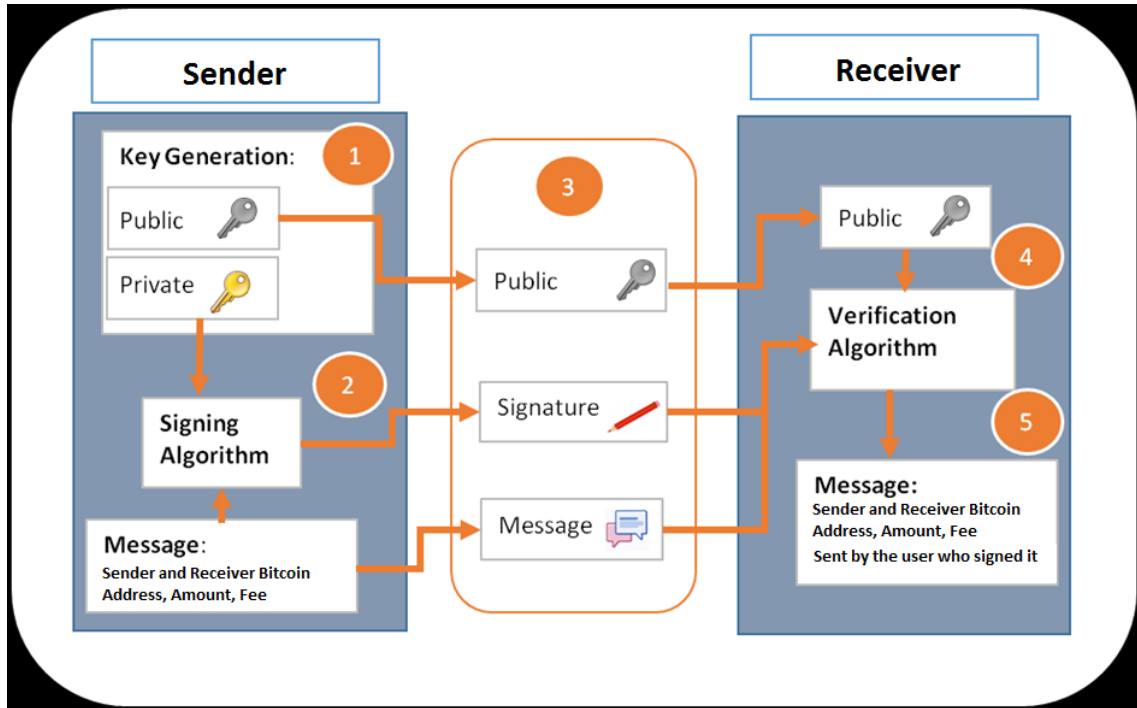 Sender
Key Generation:
1
Public
Private
2
Signing
Algorithm
Message:
Sender and Receiver Bitcoin
Address, Amount, Fee
3
Public
Signature
Message
Receiver
Public
4
Verification
Algorithm
5
Message:
Sender and Receiver Bitcoin
Address, Amount, Fee
Sent by the user who signed it